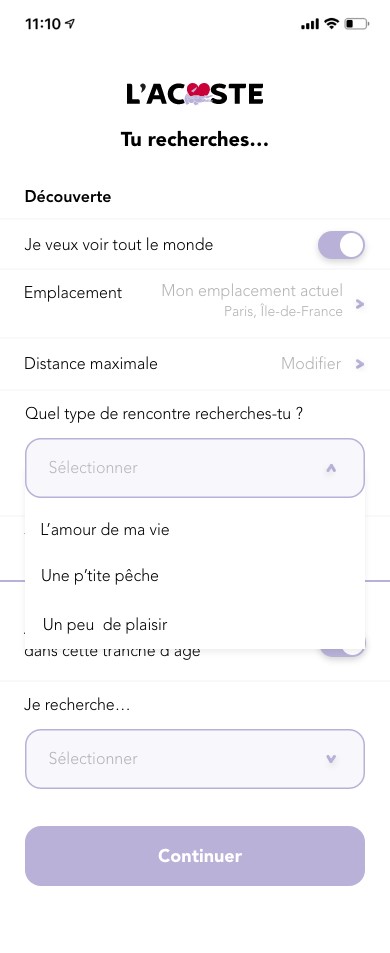 11:10
L'AC STE
Tu recherches...
Découverte
Je veux voir tout le monde
Emplacement
Mon emplacement actuel
Paris, Île-de-France
Distance maximale
Modifier
Quel type de rencontre recherches-tu ?
Sélectionner
L'amour de ma vie
Une p'tite pêche
Un peu  de plaisir
dans cette tranche d'âge
Je recherche...
Sélectionner
Continuer